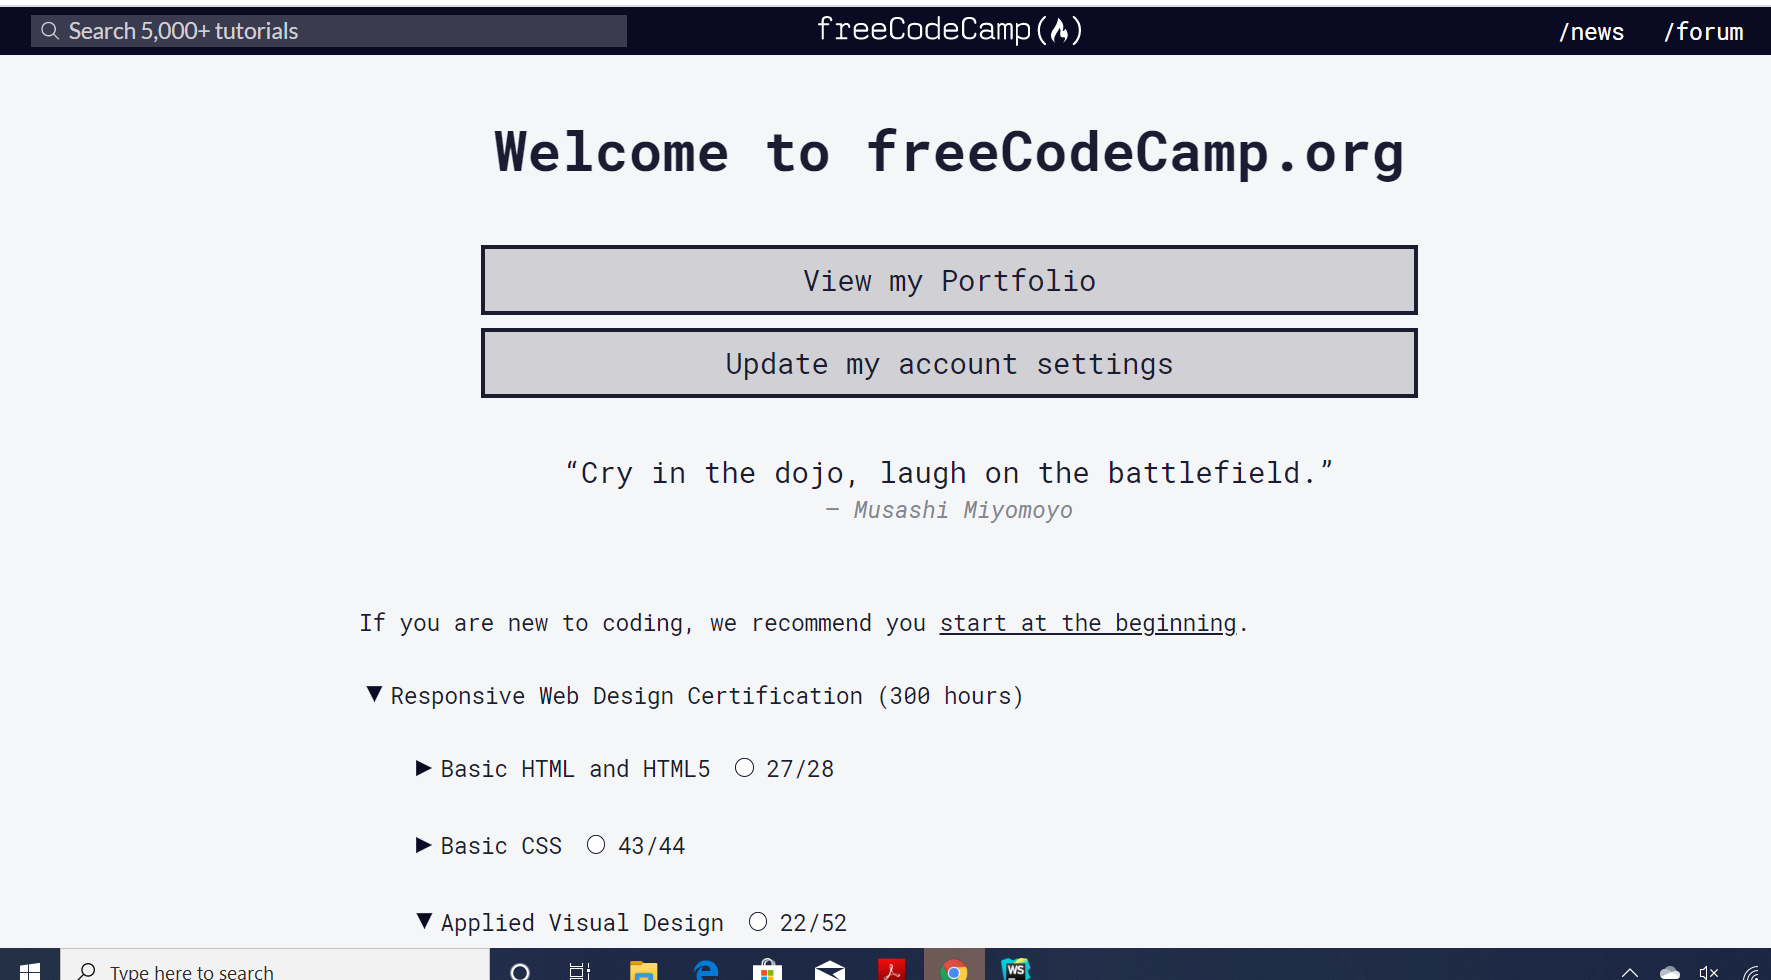 Search 5,000+ tutorials
freeCodeCamp(🔥)
/news
/forum
Welcome to freeCodeCamp.org
View my Portfolio
Update my account settings
“Cry in the dojo, laugh on the battlefield.”
— Musashi Miyomoyo
If you are new to coding, we recommend you start at the beginning.
▼ Responsive Web Design Certification (300 hours)
▶ Basic HTML and HTML5 ○ 27/28
▶ Basic CSS ○ 43/44
▼ Applied Visual Design ○ 22/52
Type here to search
WS